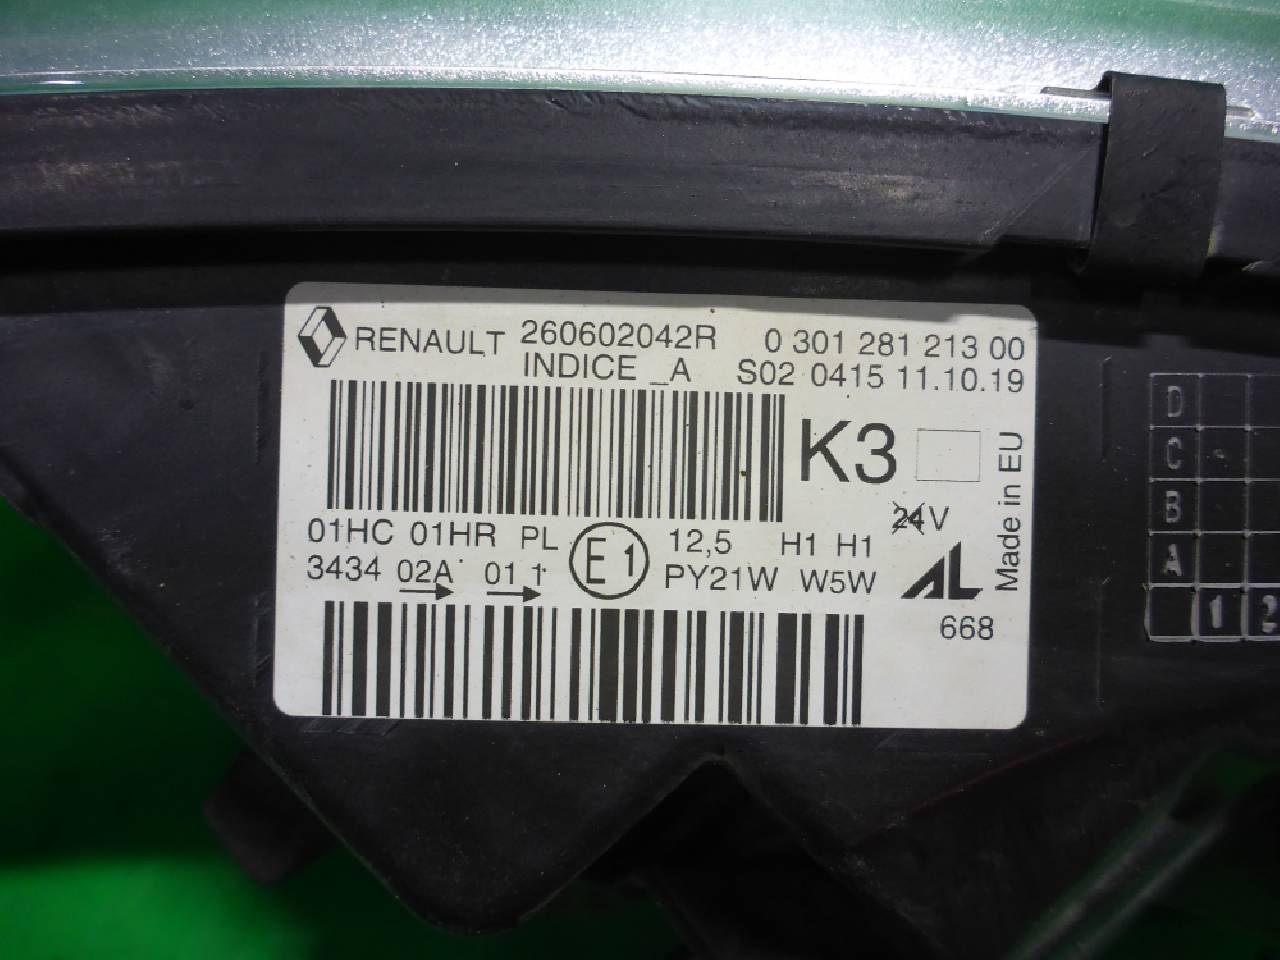 RENAULT 260602042R 0 301 281 213 00
INDICE _A S02 0415 11.10.19
K3
24V
Made in EU
01HC 01HR PL E1 12,5 H1 H1
3434 02A 01 1 PY21W W5W
AL
668
D
C
B
A
1 2